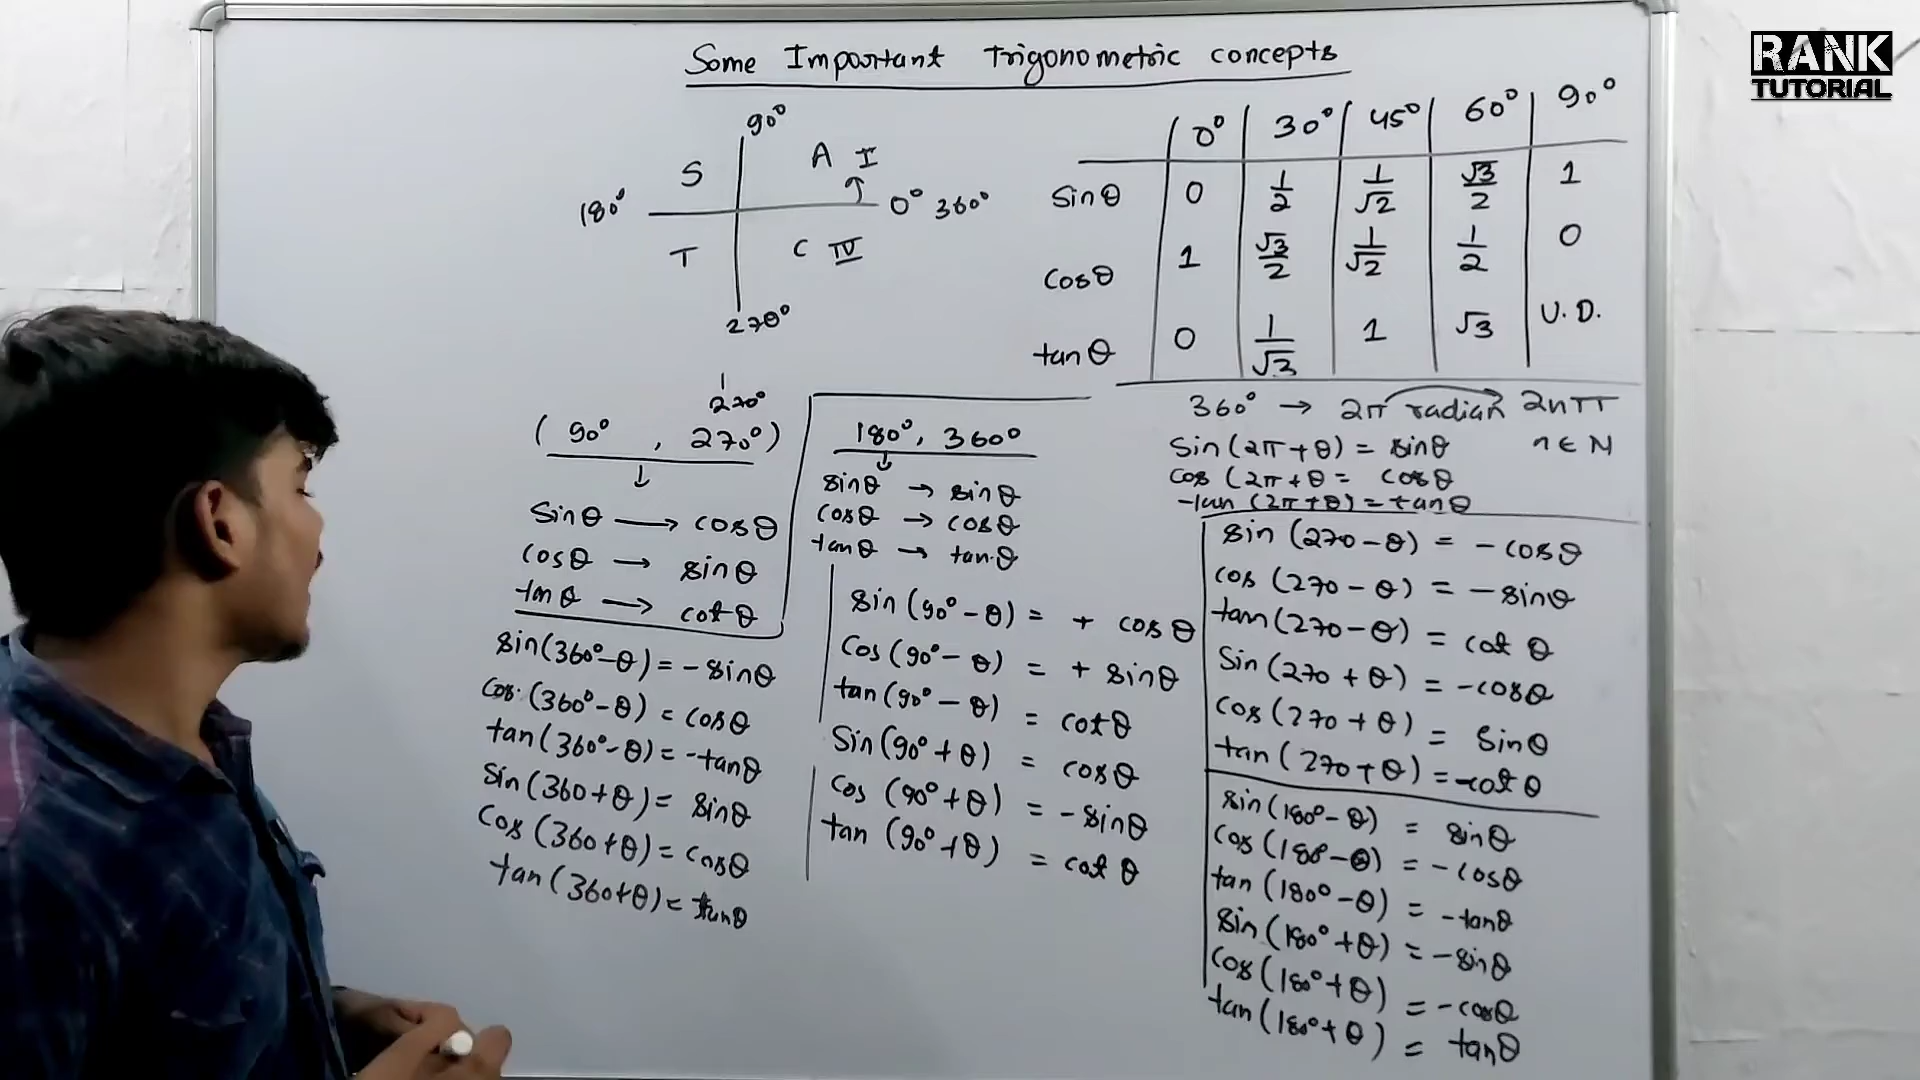 RANK
TUTORIAL
Some Important Trigonometric concepts
90°
S A I
180° 0° 360°
T C IV
270°
0° 30° 45° 60° 90°
Sinθ 0 1/2 1/√2 √3/2 1
Cosθ 1 √3/2 1/√2 1/2 0
tanθ 0 1/√3 1 √3 U.D.
270°
(90°, 270°)
↓
Sinθ → cosθ
Cosθ → sinθ
tanθ → cotθ
180°, 360°
↓
sinθ → sinθ
cosθ → cosθ
tanθ → tanθ
360° → 2π radian 2nπ
n∈N
Sin(2π+θ) = sinθ
Cos (2π+θ = cosθ
tan (2π+θ) = tanθ
sin(360°-θ) = -sinθ
Cos (360°-θ) = cosθ
tan(360°-θ) = -tanθ
Sin(360+θ) = sinθ
Cos (360+θ) = cosθ
tan(360+θ) = tanθ
sin(90°-θ) = + cosθ
Cos(90°-θ) = + sinθ
tan(90°-θ) = cotθ
Sin(90°+θ) = cosθ
Cos (90°+θ) = -sinθ
tan (90°+θ) = cotθ
sin (270-θ) = -cosθ
cos (270-θ) = -sinθ
tan(270-θ) = cotθ
Sin (270+θ) = -cosθ
cos (270+θ) = sinθ
tan (270+θ) = -cotθ
sin(180°-θ) = sinθ
cos(180°-θ) = -cosθ
tan (180°-θ) = -tanθ
sin(180°+θ) = -sinθ
cos(180°+θ) = -cosθ
tan(180°+θ) = tanθ